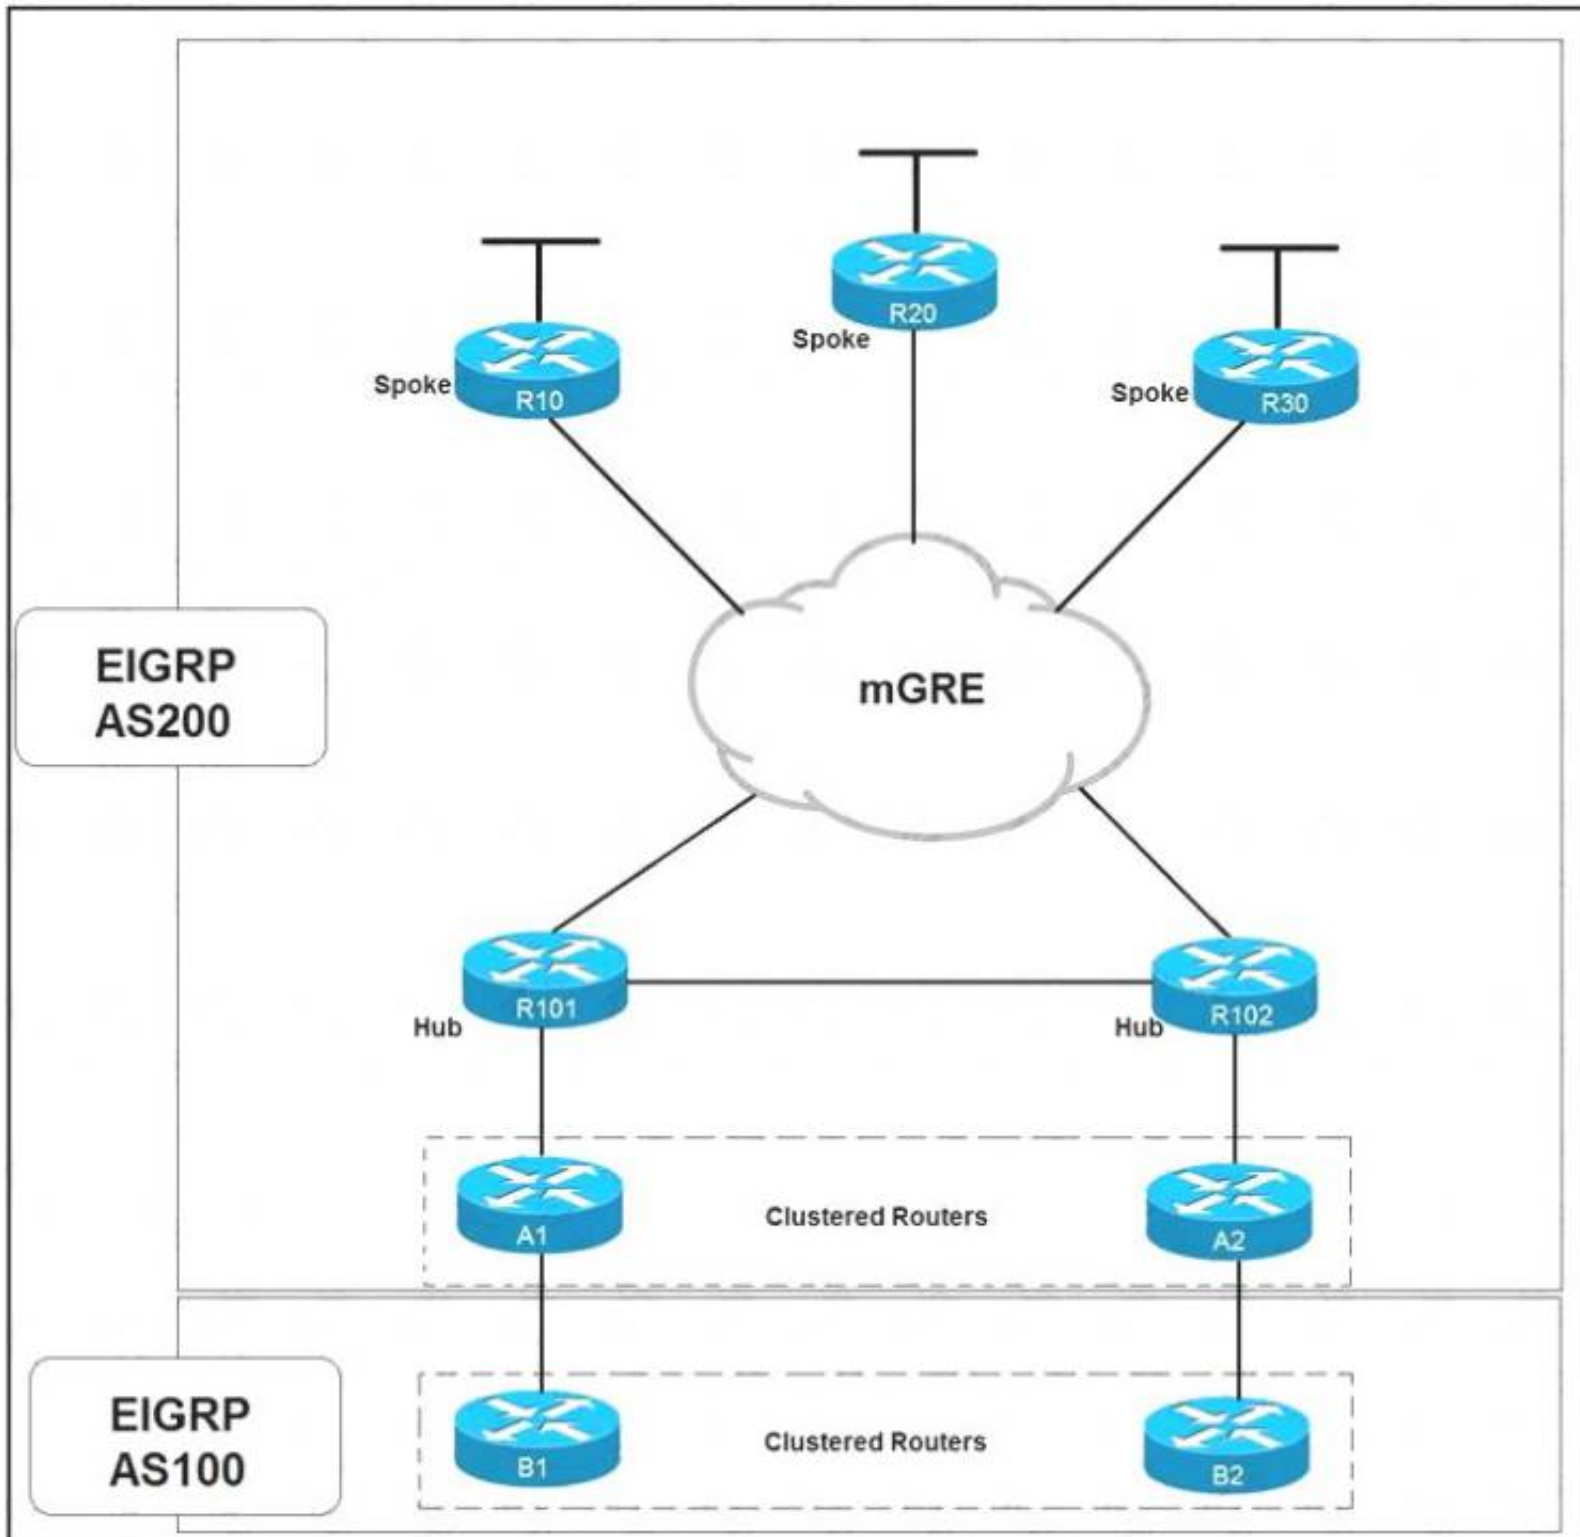 R20
Spoke
R10
Spoke
R30
Spoke
mGRE
EIGRP
AS200
R101
Hub
R102
Hub
A1
Clustered Routers
A2
EIGRP
AS100
B1
Clustered Routers
B2